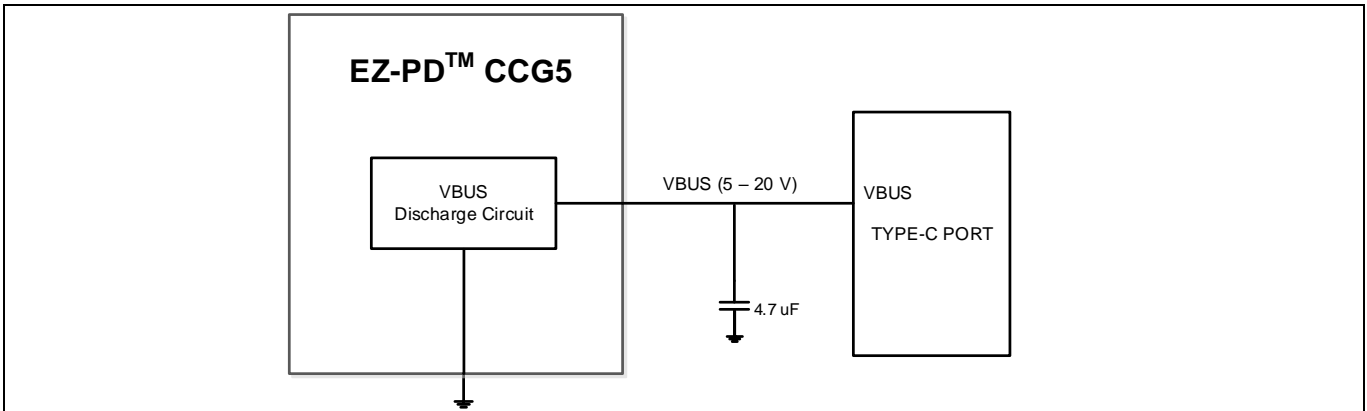 EZ-PD™ CCG5
VBUS
Discharge Circuit
VBUS (5 – 20 V)
4.7 uF
VBUS
TYPE-C PORT